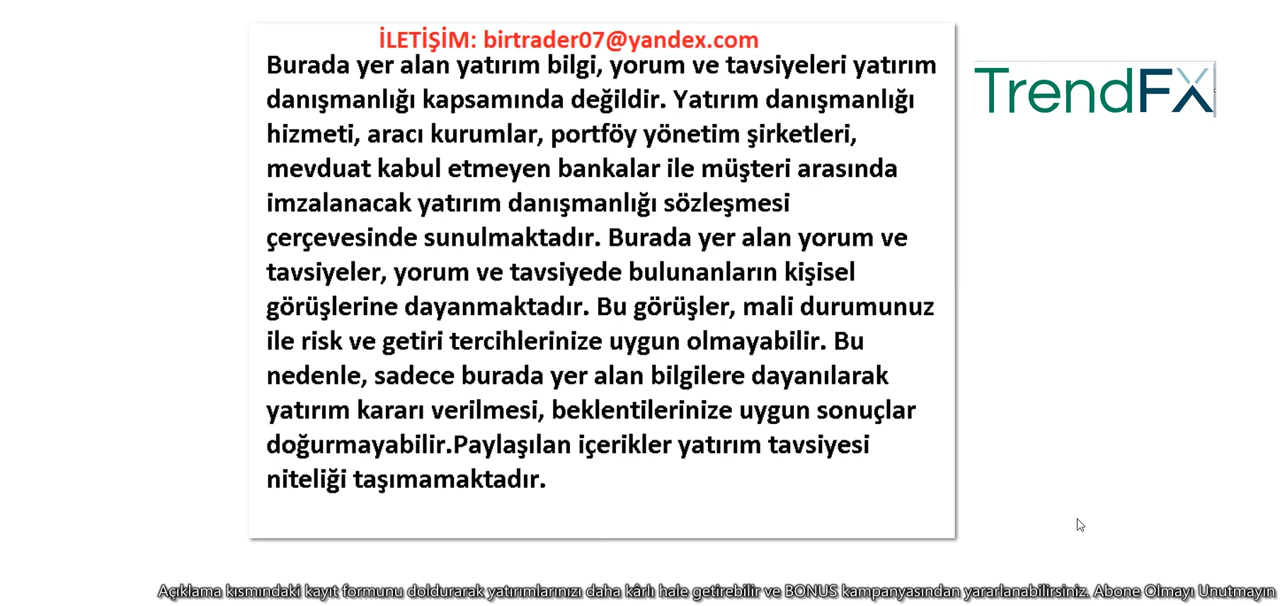 İLETİŞİM: birtrader07@yandex.com
Burada yer alan yatırım bilgi, yorum ve tavsiyeleri yatırım
danışmanlığı kapsamında değildir. Yatırım danışmanlığı
hizmeti, aracı kurumlar, portföy yönetim şirketleri,
mevduat kabul etmeyen bankalar ile müşteri arasında
imzalanacak yatırım danışmanlığı sözleşmesi
çerçevesinde sunulmaktadır. Burada yer alan yorum ve
tavsiyeler, yorum ve tavsiyede bulunanların kişisel
görüşlerine dayanmaktadır. Bu görüşler, mali durumunuz
ile risk ve getiri tercihlerinize uygun olmayabilir. Bu
nedenle, sadece burada yer alan bilgilere dayanılarak
yatırım kararı verilmesi, beklentilerinize uygun sonuçlar
doğurmayabilir.Paylaşılan içerikler yatırım tavsiyesi
niteliği taşımamaktadır.
TrendFX
Açıklama kısmındaki kayıt formunu doldurarak yatırımlarınızı daha kârlı hale getirebilir ve BONUS kampanyasından yararlanabilirsiniz. Abone Olmayı Unutmayın